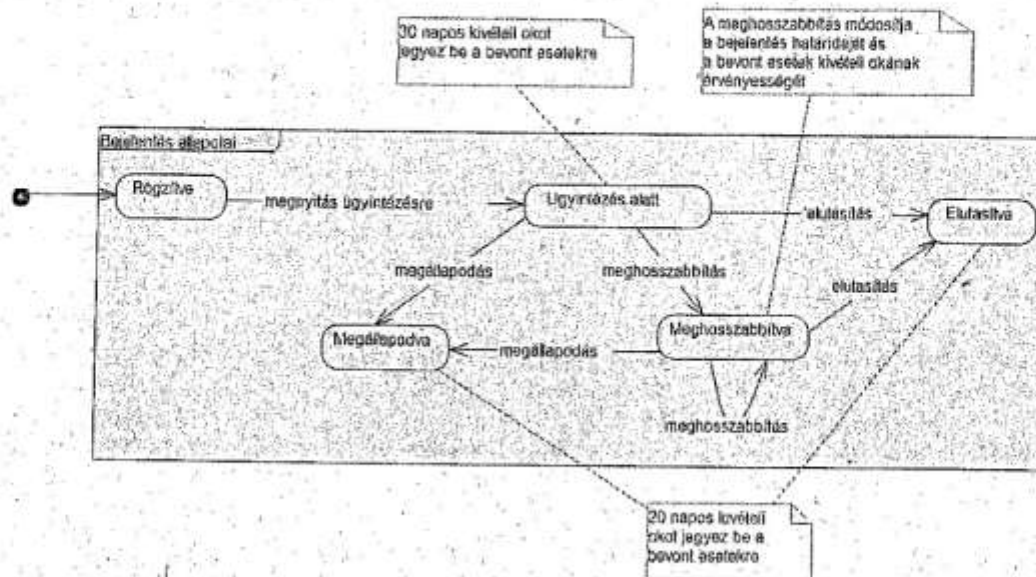 30 napos kivételi okot
jegyez be a bevont esetekre
A meghosszabbítás módosítja
a bejelentés határidejét és
a bevont esetek kivételi okának
érvényességét
Bejelentés állapotai
Rögzítve
megnyitás ügyintézésre
Ügyintézés alatt
elutasítás
Elutasítva
megállapodás
meghosszabbítás
elutasítás
Megállapodva
megállapodás
Meghosszabbítva
meghosszabbítás
20 napos kivételi
okot jegyez be a
bevont esetekre